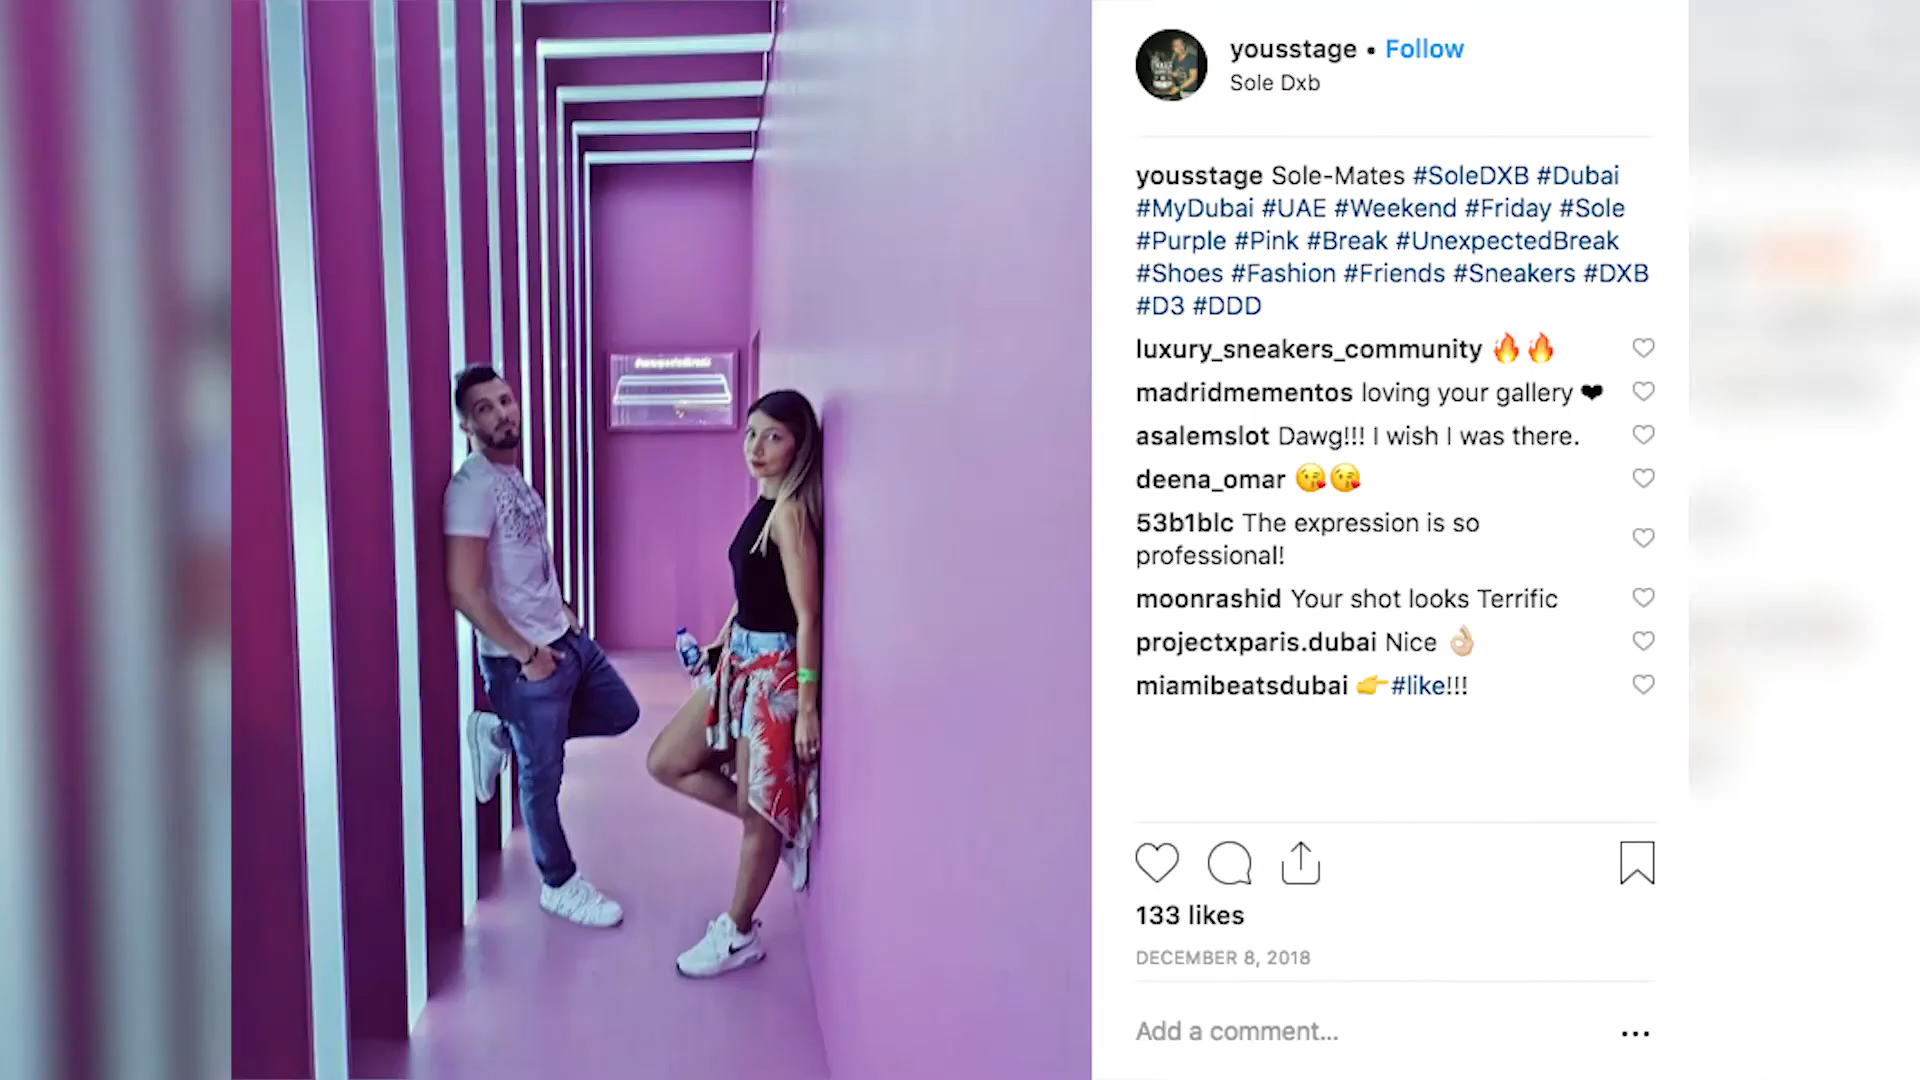 yousstage • Follow
Sole Dxb
yousstage Sole-Mates #SoleDXB #Dubai
#MyDubai #UAE #Weekend #Friday #Sole
#Purple #Pink #Break #UnexpectedBreak
#Shoes #Fashion #Friends #Sneakers #DXB
#D3 #DDD
luxury_sneakers_community 🔥🔥
madridmementos loving your gallery ❤
asalemslot Dawg!!! I wish I was there.
deena_omar 😘😘
53b1blc The expression is so
professional!
moonrashid Your shot looks Terrific
projectxparis.dubai Nice 👌🏻
miamibeatsdubai 👉#like!!!
133 likes
DECEMBER 8, 2018
Add a comment...